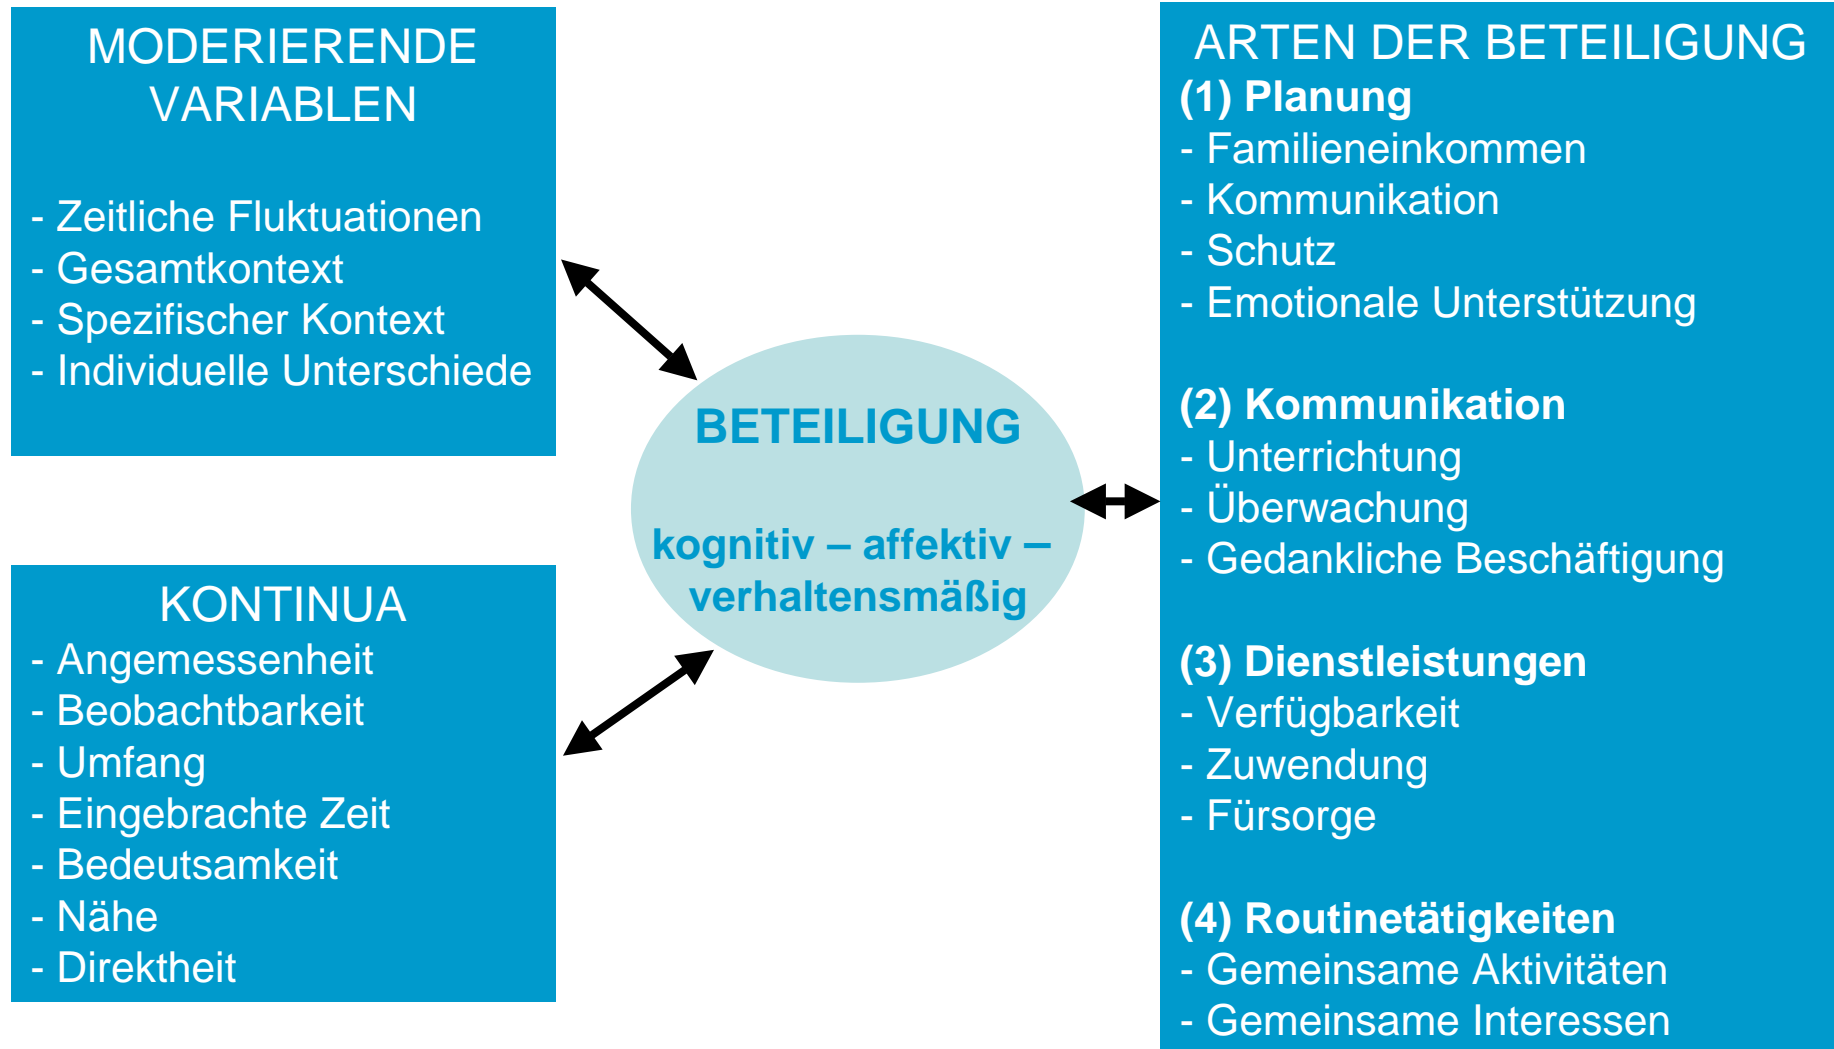 MODERIERENDE
VARIABLEN
- Zeitliche Fluktuationen
- Gesamtkontext
- Spezifischer Kontext
- Individuelle Unterschiede
KONTINUA
- Angemessenheit
- Beobachtbarkeit
- Umfang
- Eingebrachte Zeit
- Bedeutsamkeit
- Nähe
- Direktheit
BETEILIGUNG
kognitiv – affektiv –
verhaltensmäßig
ARTEN DER BETEILIGUNG
(1) Planung
- Familieneinkommen
- Kommunikation
- Schutz
- Emotionale Unterstützung
(2) Kommunikation
- Unterrichtung
- Überwachung
- Gedankliche Beschäftigung
(3) Dienstleistungen
- Verfügbarkeit
- Zuwendung
- Fürsorge
(4) Routinetätigkeiten
- Gemeinsame Aktivitäten
- Gemeinsame Interessen